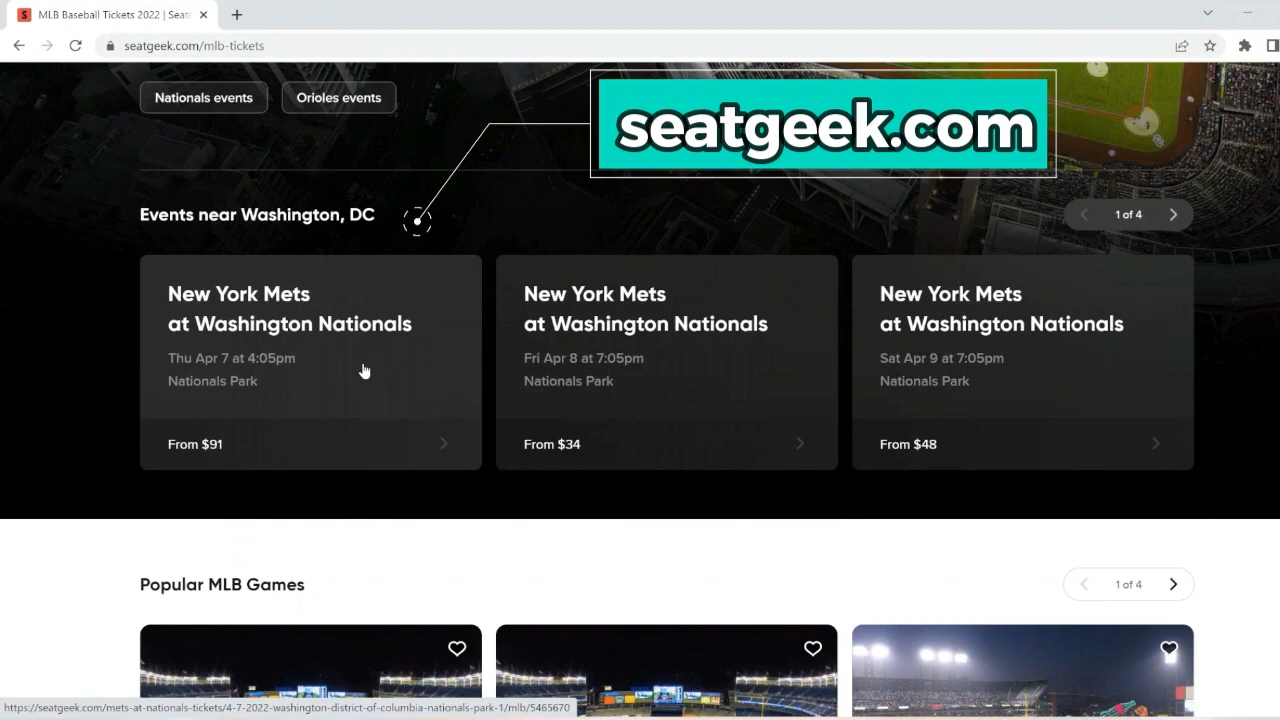 MLB Baseball Tickets 2022 | Seat
seatgeek.com/mlb-tickets
Nationals events
Orioles events
seatgeek.com
Events near Washington, DC
1 of 4
New York Mets
at Washington Nationals
Thu Apr 7 at 4:05pm
Nationals Park
From $91
New York Mets
at Washington Nationals
Fri Apr 8 at 7:05pm
Nationals Park
From $34
New York Mets
at Washington Nationals
Sat Apr 9 at 7:05pm
Nationals Park
From $48
Popular MLB Games
1 of 4
https://seatgeek.com/mets-at-nationals-tickets/4-7-2022-washington-district-of-columbia-nationals-park-1/mlb/5465670